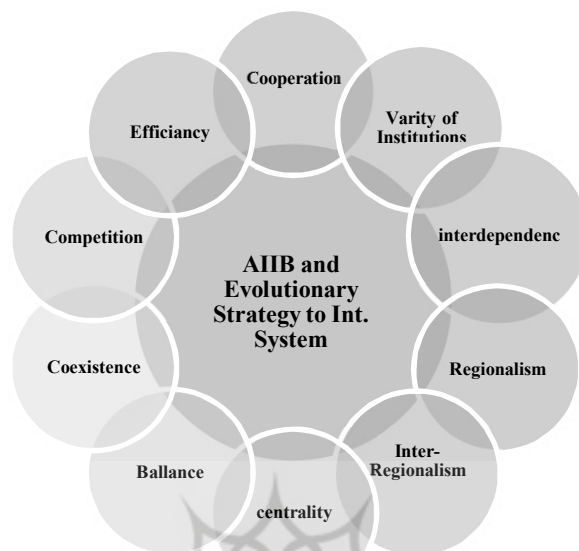 Cooperation
Varity of
Institutions
interdependenc
Regionalism
Inter-
Regionalism
centrality
Ballance
Coexistence
Competition
Efficiancy
AIIB and
Evolutionary
Strategy to Int.
System